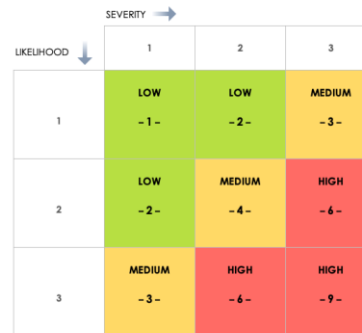 SEVERITY
LIKELIHOOD 1 2 3
LOW LOW MEDIUM
1 – 1 – – 2 – – 3 –
LOW MEDIUM HIGH
2 – 2 – – 4 – – 6 –
MEDIUM HIGH HIGH
3 – 3 – – 6 – – 9 –